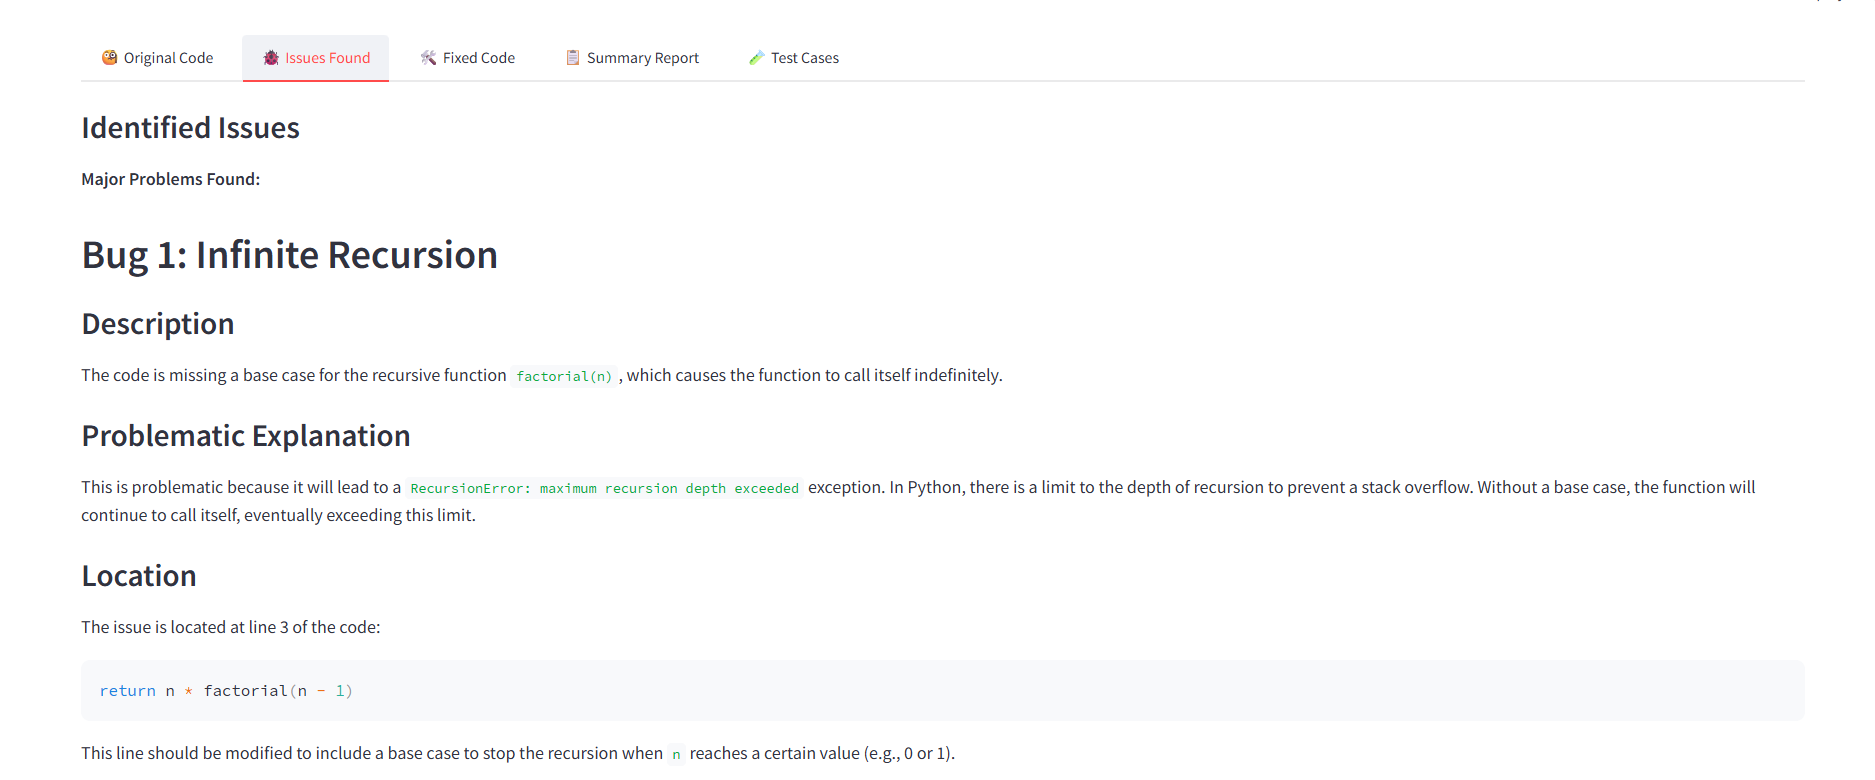 Original Code Issues Found Fixed Code Summary Report Test Cases
Identified Issues
Major Problems Found:
Bug 1: Infinite Recursion
Description
The code is missing a base case for the recursive function factorial(n) , which causes the function to call itself indefinitely.
Problematic Explanation
This is problematic because it will lead to a RecursionError: maximum recursion depth exceeded exception. In Python, there is a limit to the depth of recursion to prevent a stack overflow. Without a base case, the function will
continue to call itself, eventually exceeding this limit.
Location
The issue is located at line 3 of the code:
return n * factorial(n - 1)
This line should be modified to include a base case to stop the recursion when n reaches a certain value (e.g., 0 or 1).